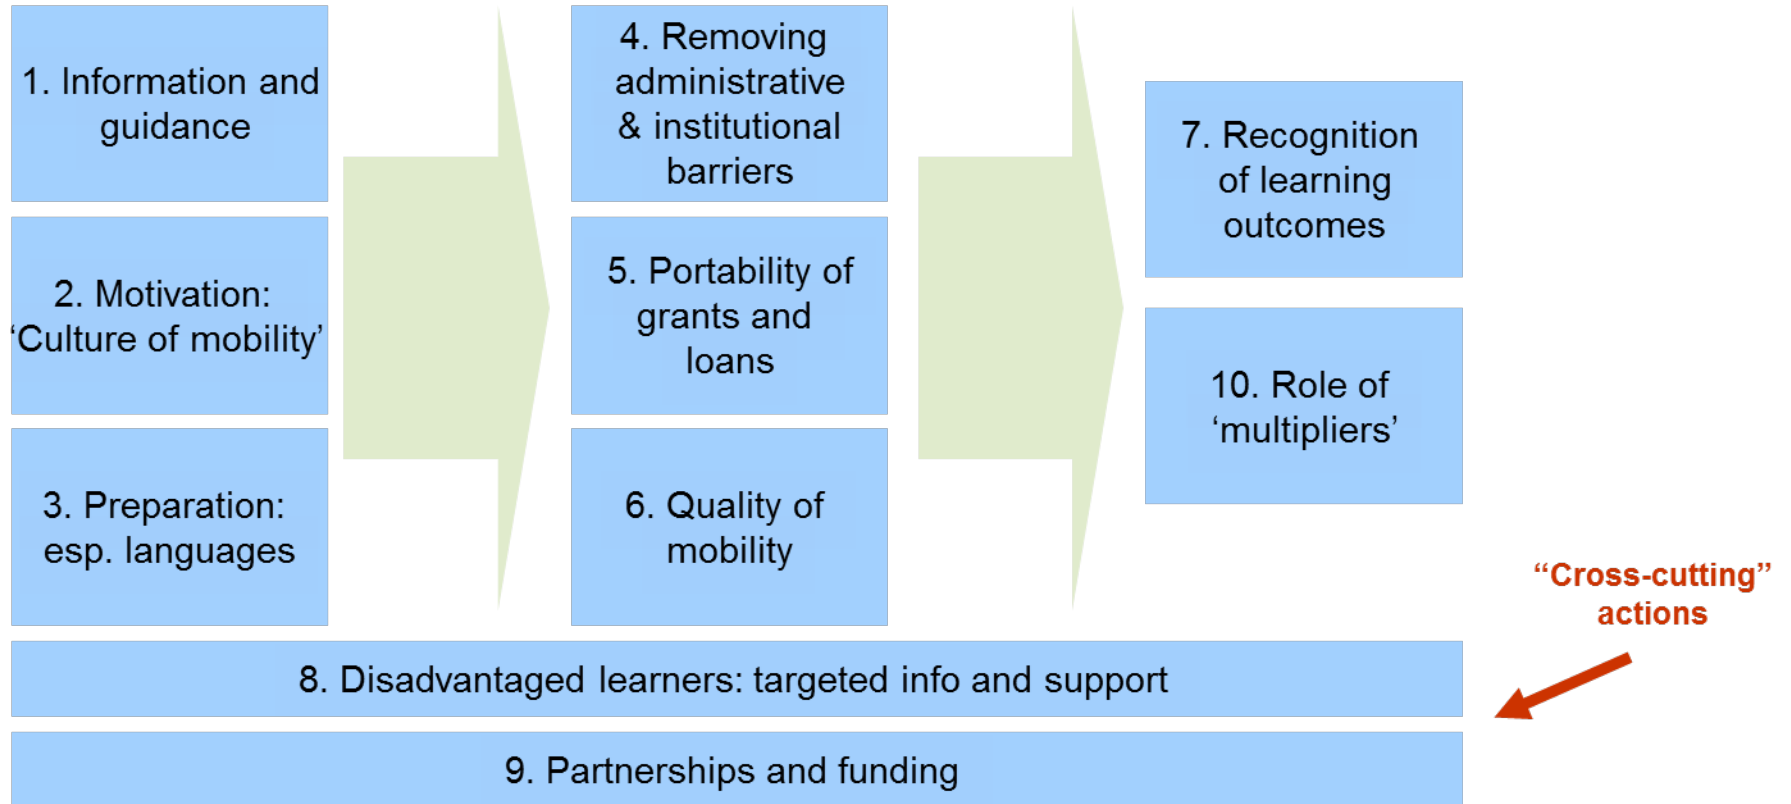 1. Information and
guidance
2. Motivation:
‘Culture of mobility’
3. Preparation:
esp. languages
4. Removing
administrative
& institutional
barriers
5. Portability of
grants and
loans
6. Quality of
mobility
7. Recognition
of learning
outcomes
10. Role of
‘multipliers’
“Cross-cutting”
actions
8. Disadvantaged learners: targeted info and support
9. Partnerships and funding